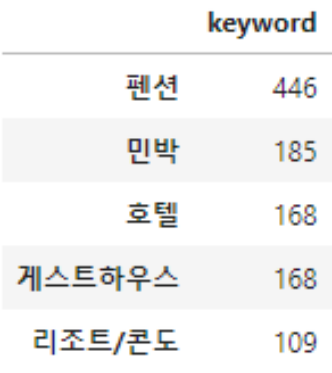 keyword
펜션 446
민박 185
호텔 168
게스트하우스 168
리조트/콘도 109